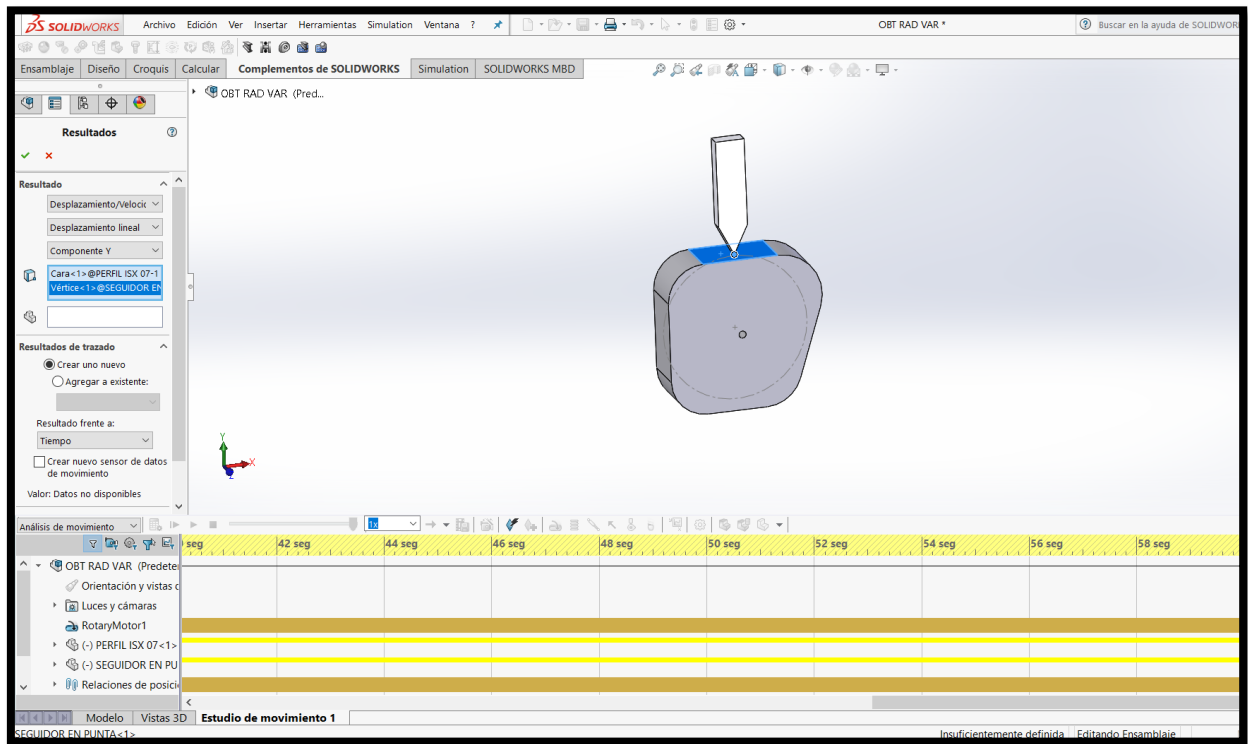 SOLIDWORKS Archivo Edición Ver Insertar Herramientas Simulation Ventana ? OBT RAD VAR * Buscar en la ayuda de SOLIDWOR
Ensamblaje Diseño Croquis Calcular Complementos de SOLIDWORKS Simulation SOLIDWORKS MBD
OBT RAD VAR (Pred...
Resultados
Resultado
Desplazamiento/Velocic
Desplazamiento lineal
Componente Y
Cara<1>@PERFIL ISX 07-1
Vértice<1>@SEGUIDOR EN
Resultados de trazado
Crear uno nuevo
Agregar a existente:
Resultado frente a:
Tiempo
Crear nuevo sensor de datos
de movimiento
Valor: Datos no disponibles
Y
X
Z
Análisis de movimiento 1x
seg 42 seg 44 seg 46 seg 48 seg 50 seg 52 seg 54 seg 56 seg 58 seg
OBT RAD VAR (Predeter
Orientación y vistas c
Luces y cámaras
RotaryMotor1
(-) PERFIL ISX 07<1>
(-) SEGUIDOR EN PU
Relaciones de posició
Modelo Vistas 3D Estudio de movimiento 1
SEGUIDOR EN PUNTA<1> Insuficientemente definida Editando Ensamblaje